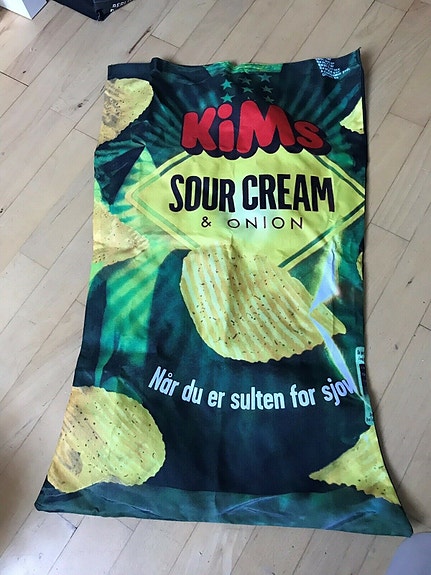 KiMs
SOUR CREAM
& ONION
Når du er sulten for sjov